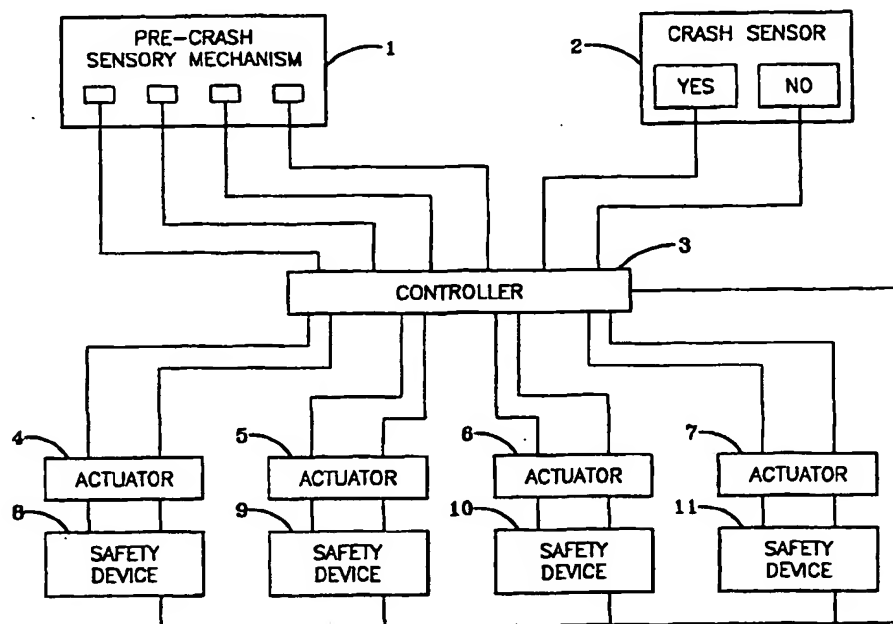 PRE-CRASH
SENSORY MECHANISM
1
2
CRASH SENSOR
YES
NO
3
CONTROLLER
4
5
6
7
ACTUATOR
ACTUATOR
ACTUATOR
ACTUATOR
8
9
10
11
SAFETY
DEVICE
SAFETY
DEVICE
SAFETY
DEVICE
SAFETY
DEVICE